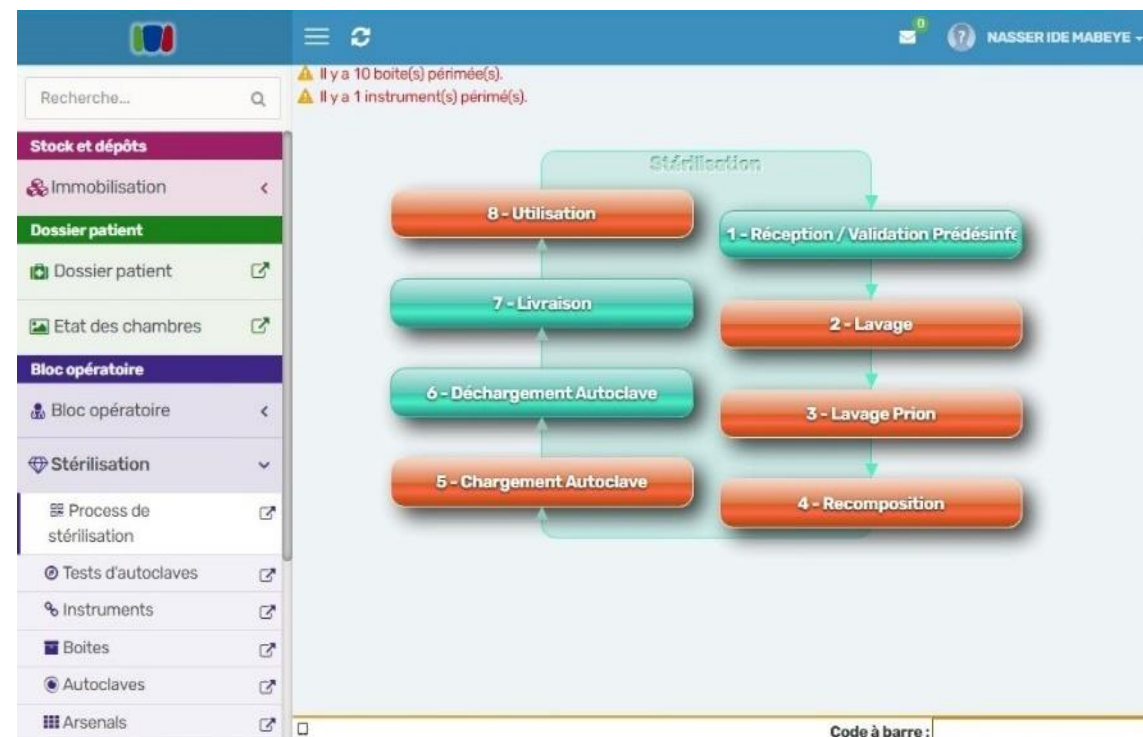 0
NASSER IDE MABEYE
Recherche...
Il y a 10 boite(s) périmée(s).
Il y a 1 instrument(s) périmé(s).
Stock et dépôts
Immobilisation
Dossier patient
Dossier patient
Etat des chambres
Bloc opératoire
Bloc opératoire
Stérilisation
Process de
stérilisation
Tests d'autoclaves
Instruments
Boites
Autoclaves
Arsenals
Stérilisation
8 - Utilisation
1 - Réception / Validation Prédésinfe
7 - Livraison
2 - Lavage
6 - Déchargement Autoclave
3 - Lavage Prion
5 - Chargement Autoclave
4 - Recomposition
Code à barre :